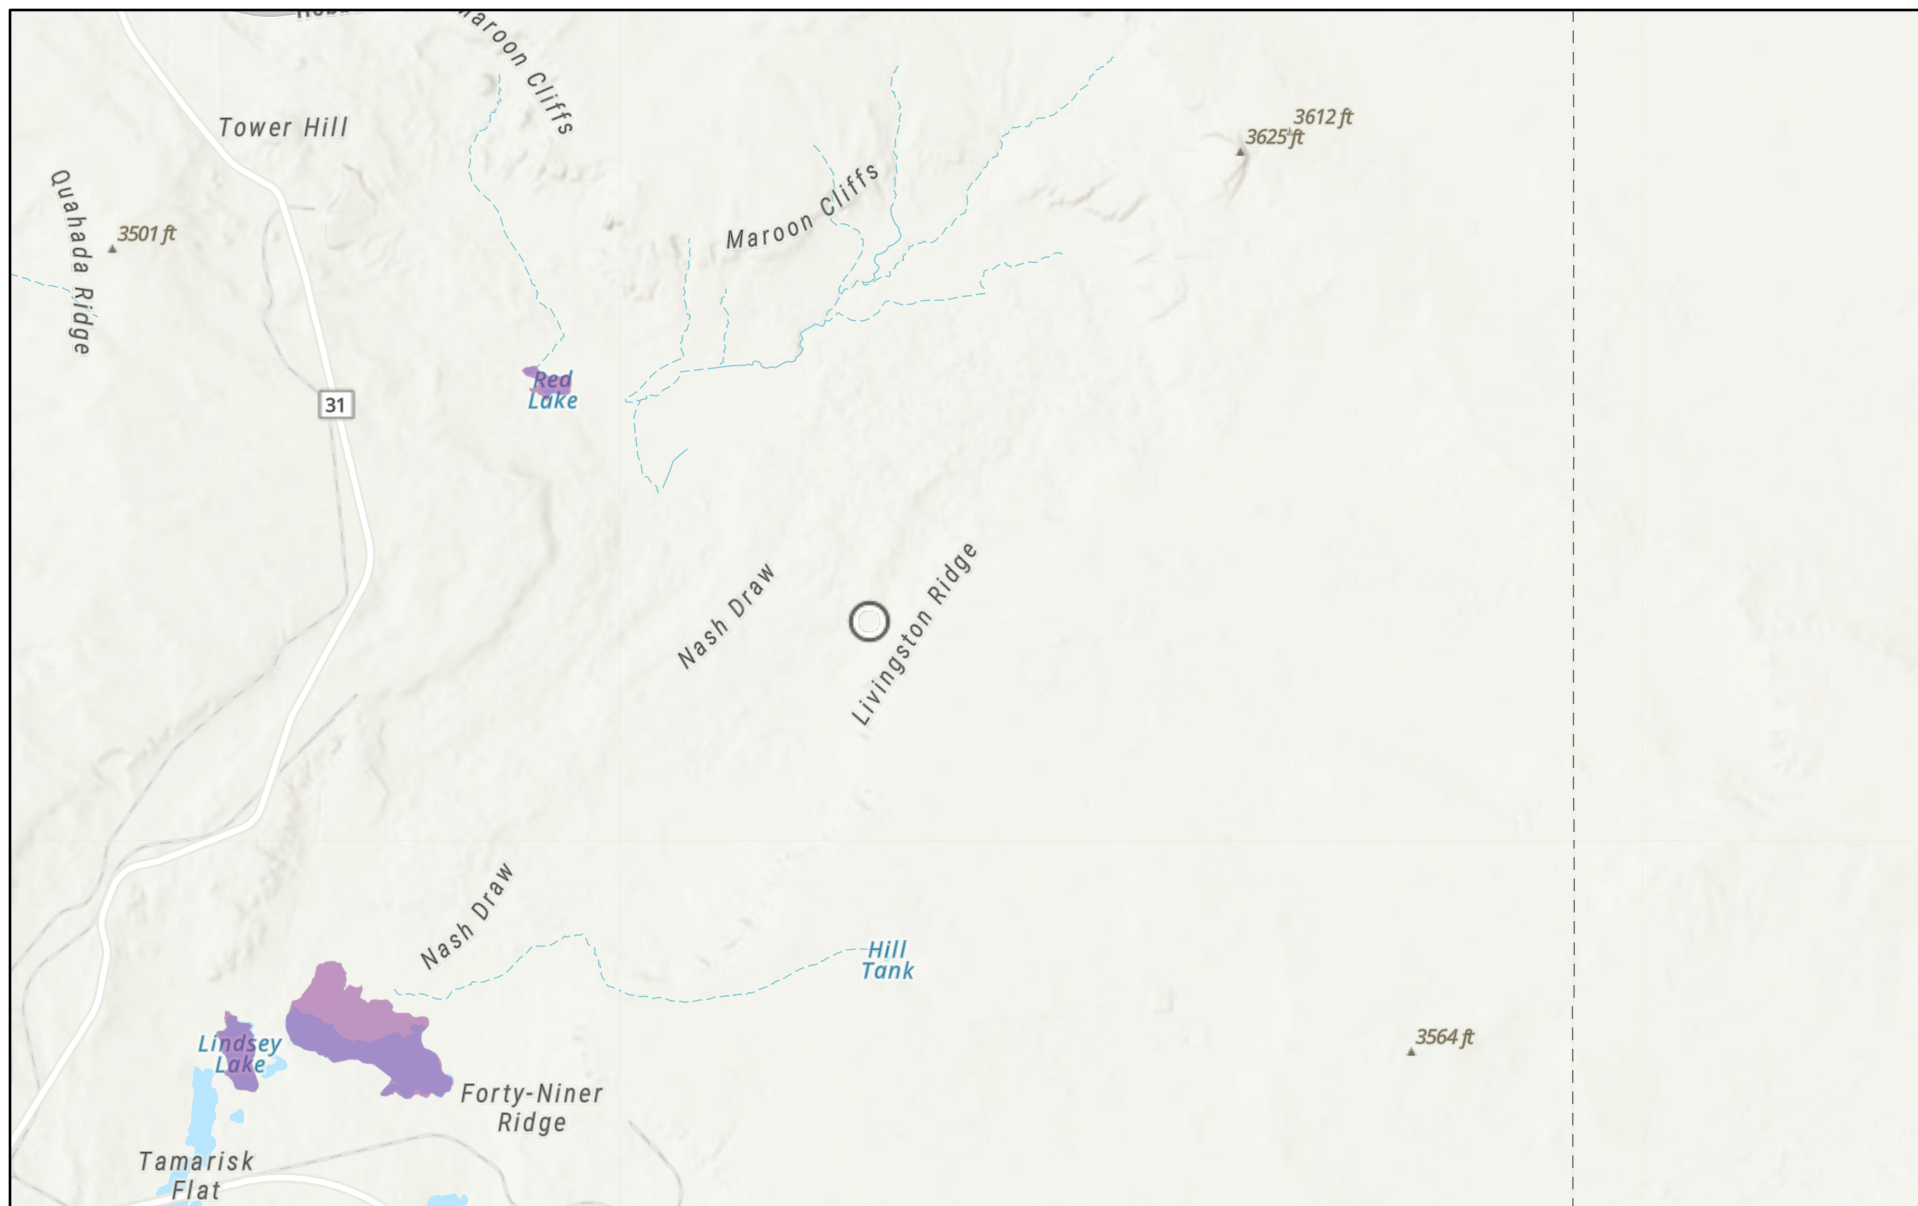 Maroon Cliffs
3612 ft
3625 ft
Tower Hill
Quahada Ridge
3501 ft
Maroon Cliffs
Red
Lake
31
Nash Draw
Livingston Ridge
Nash Draw
Hill
Tank
Lindsey
Lake
3564 ft
Forty-Niner
Ridge
Tamarisk
Flat